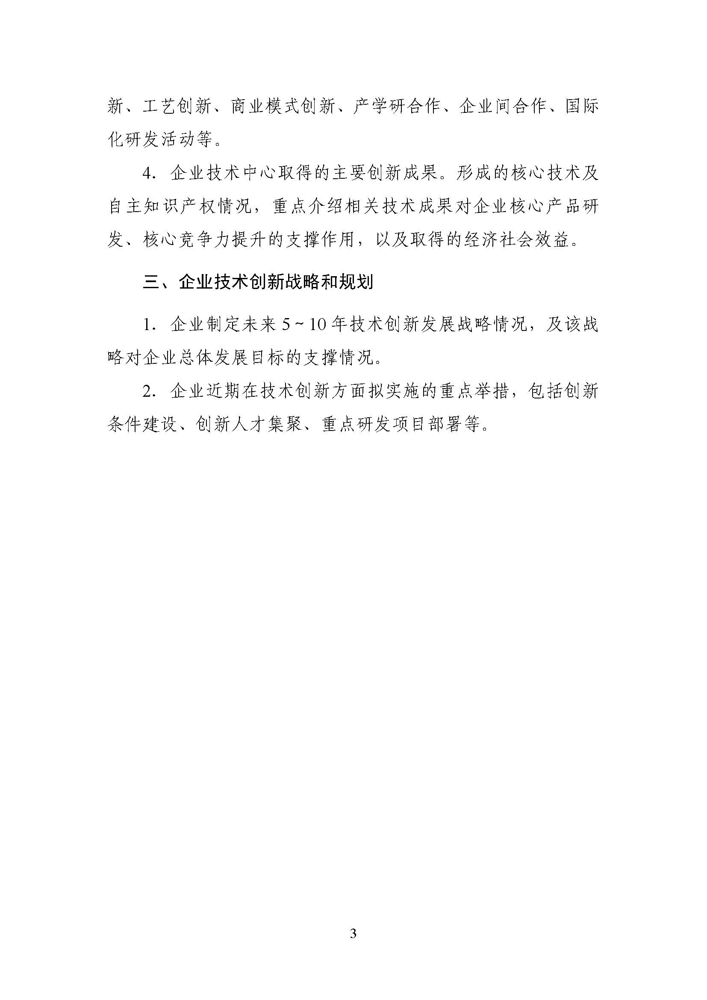 新、工艺创新、商业模式创新、产学研合作、企业间合作、国际
化研发活动等。
4. 企业技术中心取得的主要创新成果。形成的核心技术及
自主知识产权情况，重点介绍相关技术成果对企业核心产品研
发、核心竞争力提升的支撑作用，以及取得的经济社会效益。
三、企业技术创新战略和规划
1. 企业制定未来 5～10 年技术创新发展战略情况，及该战
略对企业总体发展目标的支撑情况。
2. 企业近期在技术创新方面拟实施的重点举措，包括创新
条件建设、创新人才集聚、重点研发项目部署等。
3